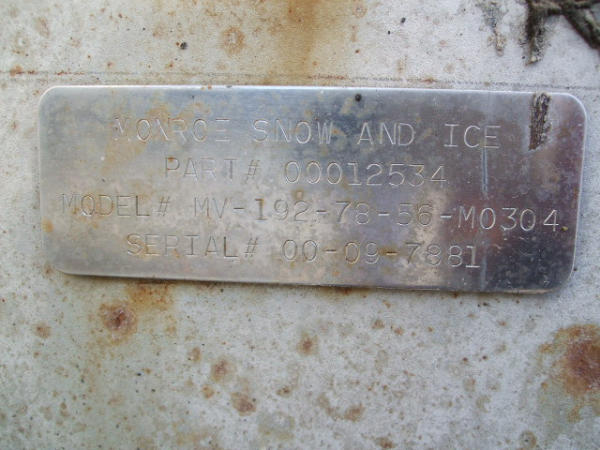 MONROE SNOW AND ICE
PART# 00012534
MODEL# MV-192-78-56-M0304
SERIAL# 00-09-7881